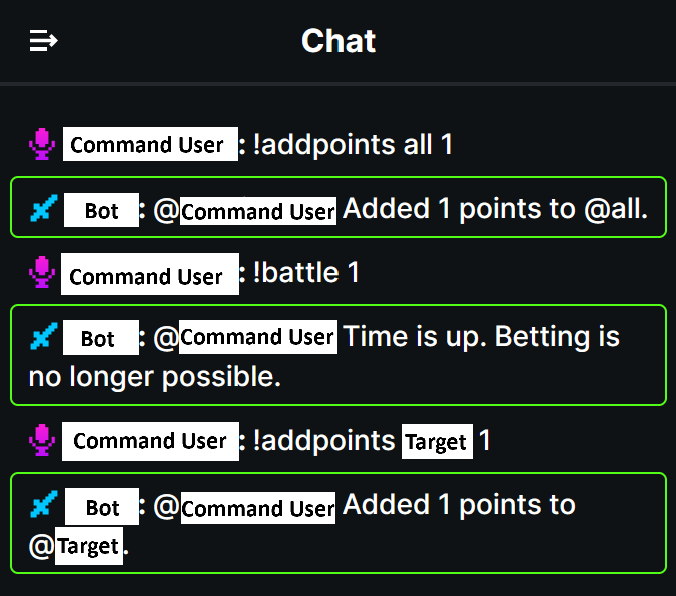 Chat
Command User: !addpoints all 1
Bot: @Command User Added 1 points to @all.
Command User: !battle 1
Bot: @Command User Time is up. Betting is
no longer possible.
Command User: !addpoints Target 1
Bot: @Command User Added 1 points to
@Target.